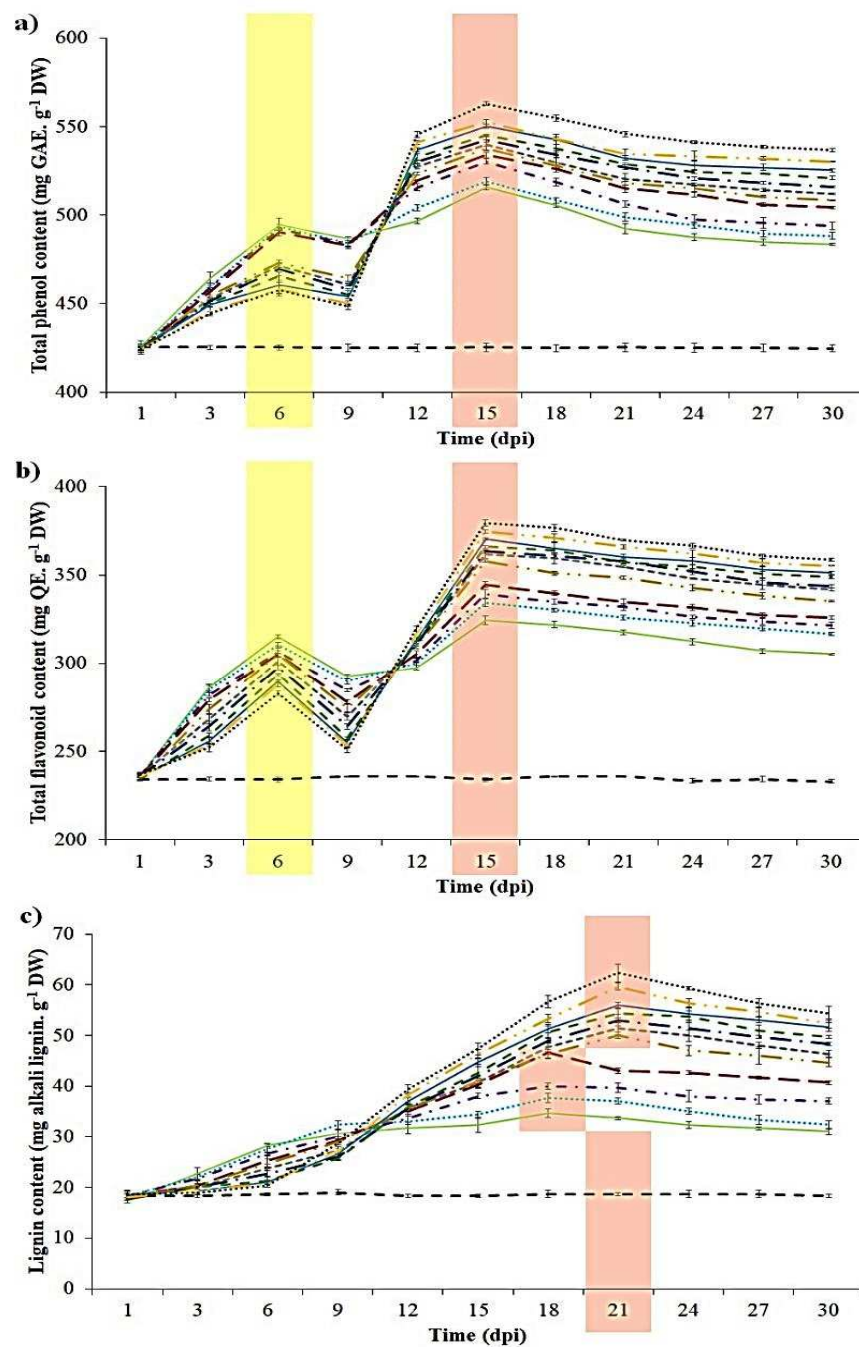 a)
Total phenol content (mg GAE. g-1 DW)
600
550
500
450
400
1 3 6 9 12 15 18 21 24 27 30
Time (dpi)
b)
Total flavonoid content (mg QE. g-1 DW)
400
350
300
250
200
1 3 6 9 12 15 18 21 24 27 30
Time (dpi)
c)
Lignin content (mg alkali lignin. g-1 DW)
70
60
50
40
30
20
10
0
1 3 6 9 12 15 18 21 24 27 30
Time (dpi)